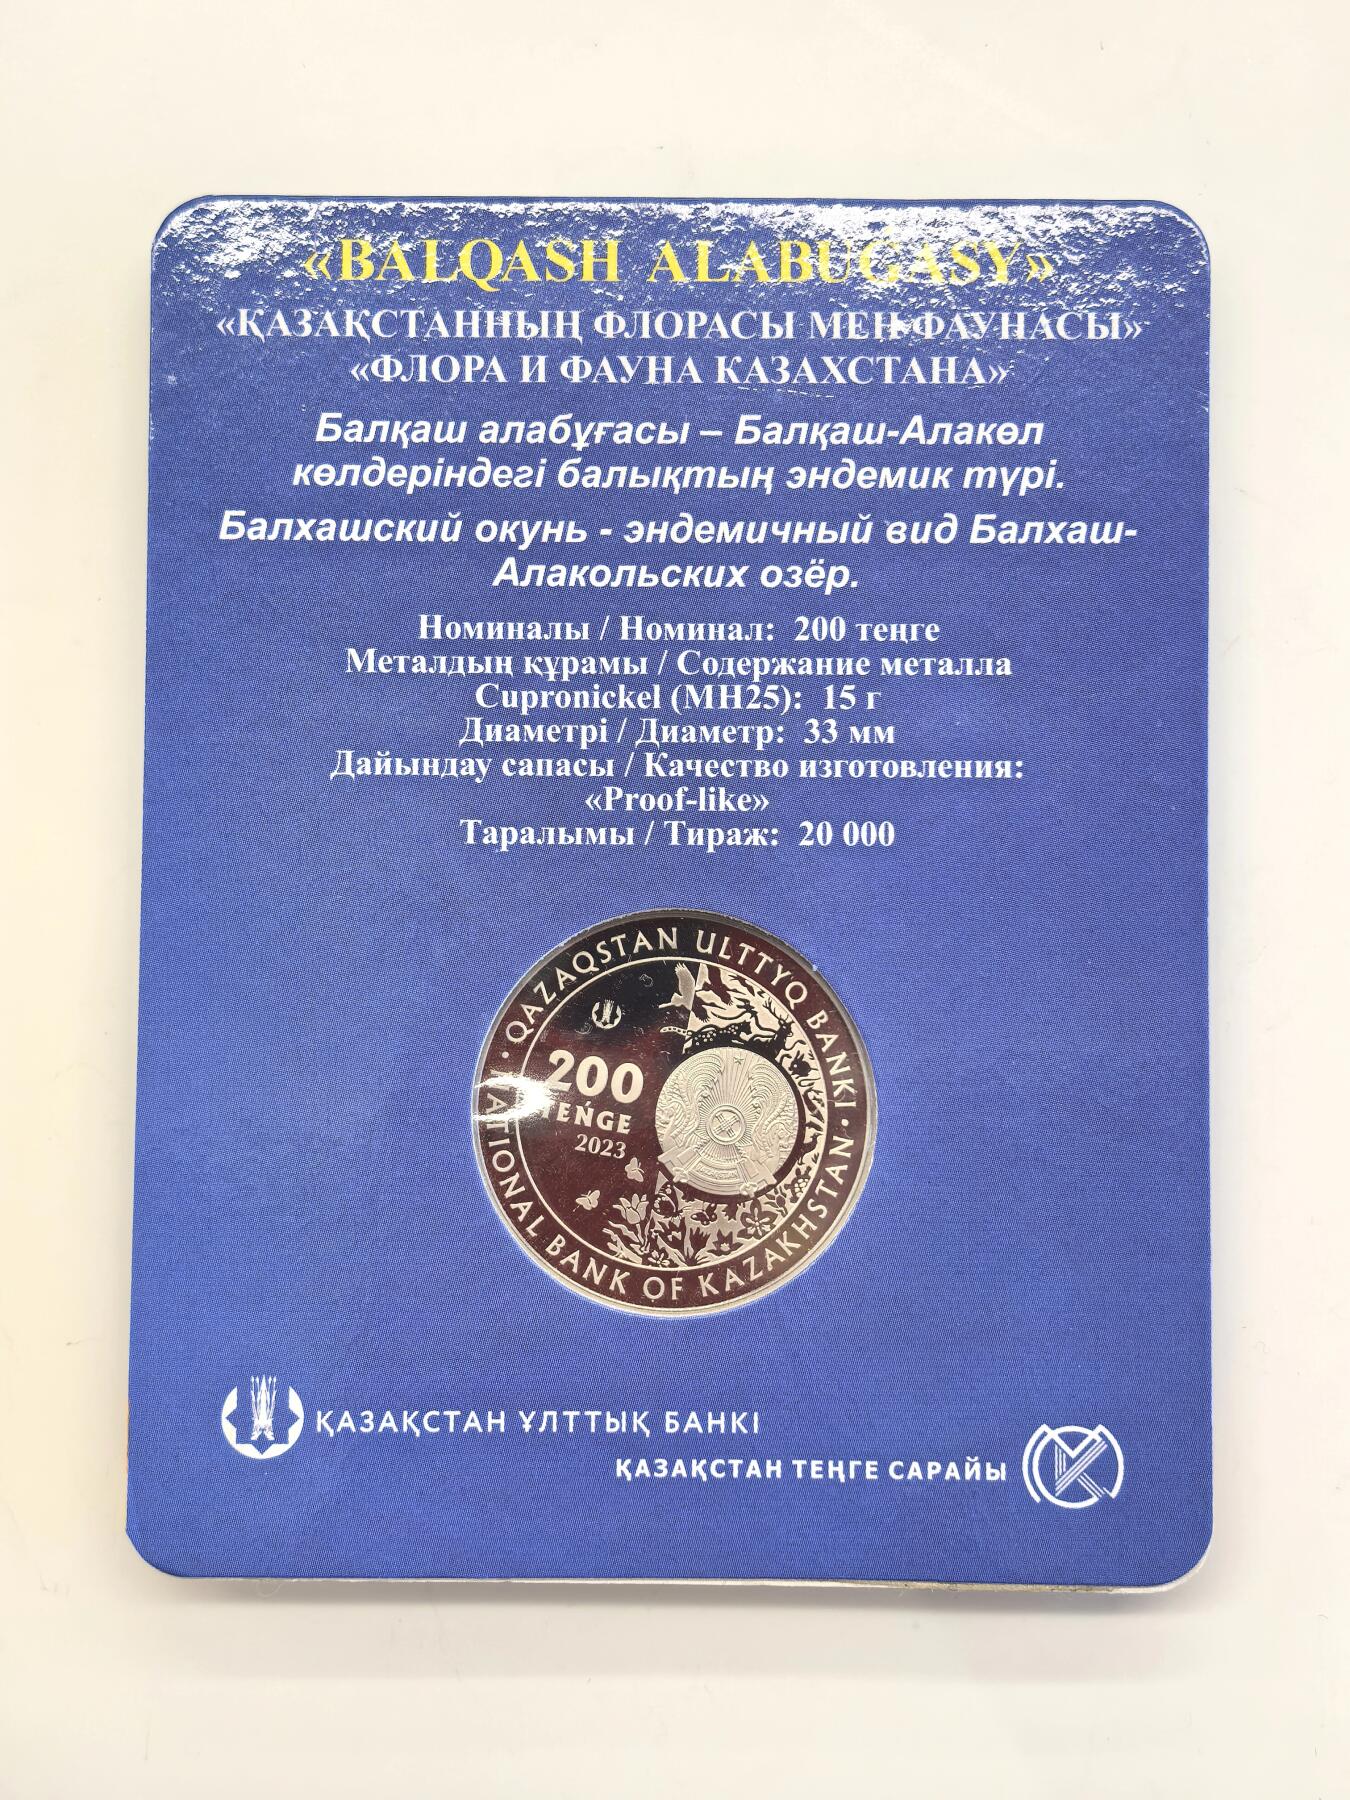 «BALQASH ALABUǴASY»
«ҚАЗАҚСТАННЫҢ ФЛОРАСЫ МЕН ФАУНАСЫ»
«ФЛОРА И ФАУНА КАЗАХСТАНА»
Балқаш алабұғасы – Балқаш-Алакөл
көлдеріндегі балықтың эндемик түрі.
Балхашский окунь - эндемичный вид Балхаш-
Алакольских озёр.
Номиналы / Номинал: 200 теңге
Металдың құрамы / Содержание металла
Cupronickel (МН25): 15 г
Диаметрі / Диаметр: 33 мм
Дайындау сапасы / Качество изготовления:
«Proof-like»
Таралымы / Тираж: 20 000
QAZAQSTAN ULTTYQ BANKI
200
TEŃGE
2023
NATIONAL BANK OF KAZAKHSTAN
ҚАЗАҚСТАН ҰЛТТЫҚ БАНКІ
ҚАЗАҚСТАН ТЕҢГЕ САРАЙЫ